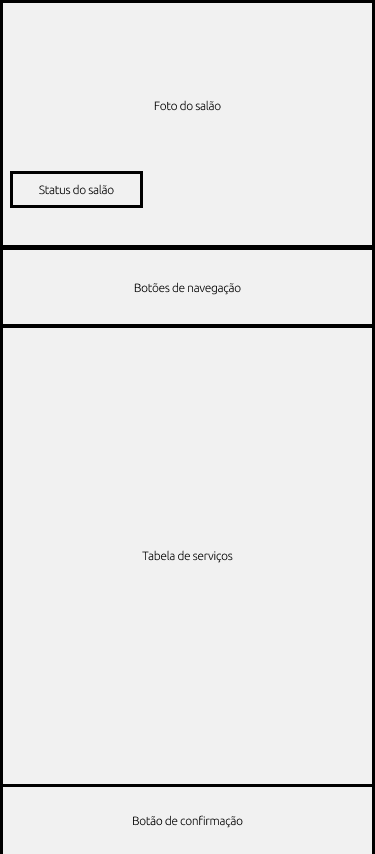 Foto do salão
Status do salão
Botões de navegação
Tabela de serviços
Botão de confirmação